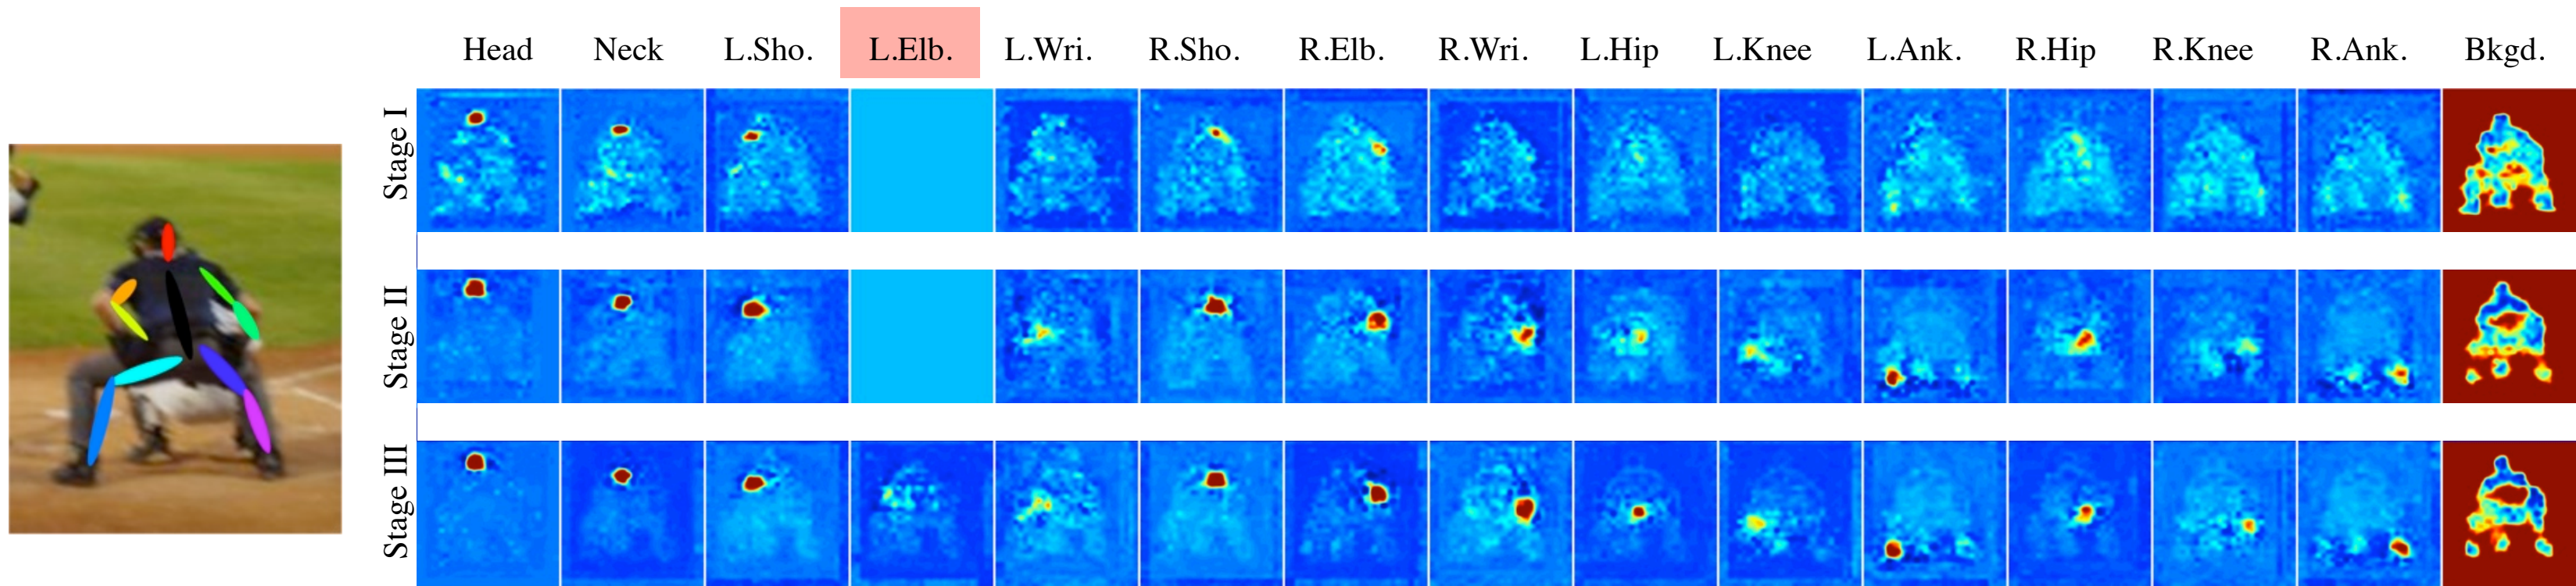 Head Neck L.Sho. L.Elb. L.Wri. R.Sho. R.Elb. R.Wri. L.Hip L.Knee L.Ank. R.Hip R.Knee R.Ank. Bkgd.
Stage I
Stage II
Stage III